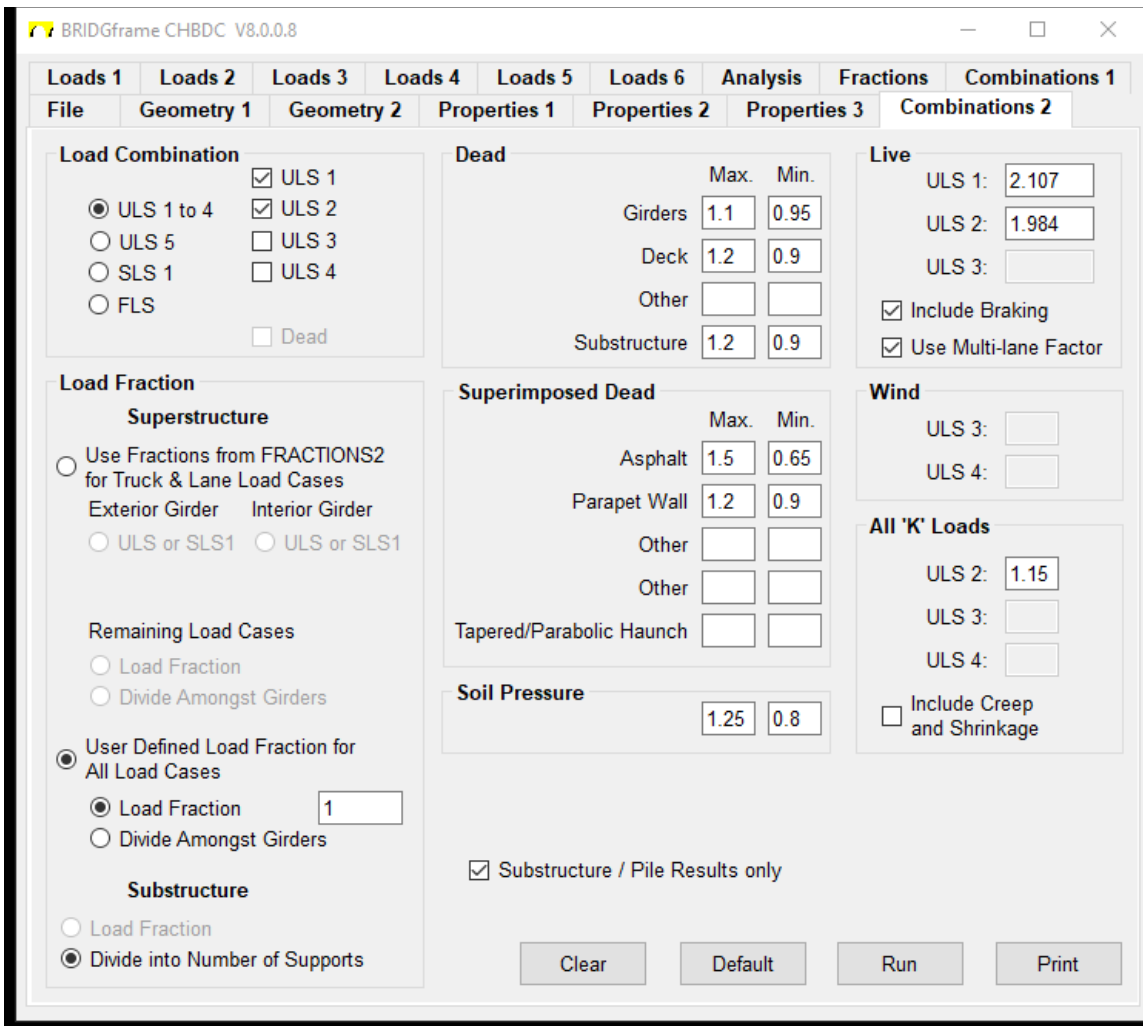 BRIDGframe CHBDC V8.0.0.8
Loads 1 Loads 2 Loads 3 Loads 4 Loads 5 Loads 6 Analysis Fractions Combinations 1
File Geometry 1 Geometry 2 Properties 1 Properties 2 Properties 3 Combinations 2
Load Combination
ULS 1
ULS 1 to 4 ULS 2
ULS 5 ULS 3
SLS 1 ULS 4
FLS
Dead
Load Fraction
Superstructure
Use Fractions from FRACTIONS2
for Truck & Lane Load Cases
Exterior Girder Interior Girder
ULS or SLS1 ULS or SLS1
Remaining Load Cases
Load Fraction
Divide Amongst Girders
User Defined Load Fraction for
All Load Cases
Load Fraction 1
Divide Amongst Girders
Substructure
Load Fraction
Divide into Number of Supports
Dead
Max. Min.
Girders 1.1 0.95
Deck 1.2 0.9
Other
Substructure 1.2 0.9
Superimposed Dead
Max. Min.
Asphalt 1.5 0.65
Parapet Wall 1.2 0.9
Other
Other
Tapered/Parabolic Haunch
Soil Pressure
1.25 0.8
Live
ULS 1: 2.107
ULS 2: 1.984
ULS 3:
Include Braking
Use Multi-lane Factor
Wind
ULS 3:
ULS 4:
All 'K' Loads
ULS 2: 1.15
ULS 3:
ULS 4:
Include Creep
and Shrinkage
Substructure / Pile Results only
Clear Default Run Print